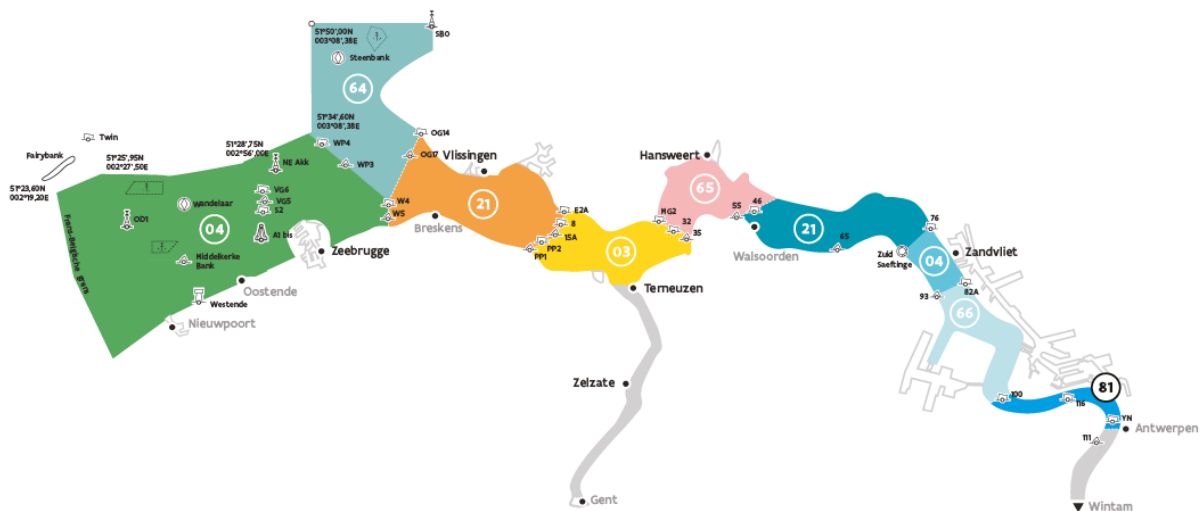 51°50',00N
003°08',38E
SBO
Steenbank
64
51°34',60N
003°08',38E
WP4
WP3
OG14
OG17
Twin
Fairybank
51°25',95N
002°27',50E
51°28',75N
002°56',00E
NE Akk
51°23,60N
002°19,20E
Frans-Belgische grens
OD1
Wandelaar
VG6
VG5
S2
04
A1 bis
Middelkerke
Bank
Westende
Nieuwpoort
Oostende
Zeebrugge
W4
W5
Vlissingen
21
Breskens
E2A
8
15A
PP2
PP1
03
Terneuzen
Zelzate
Gent
Hansweert
65
MG2
32
35
55
46
Walsoorden
21
65
76
Zuid
Saeftinge
04
Zandvliet
93
82A
66
100
116
81
YN
Antwerpen
111
Wintam